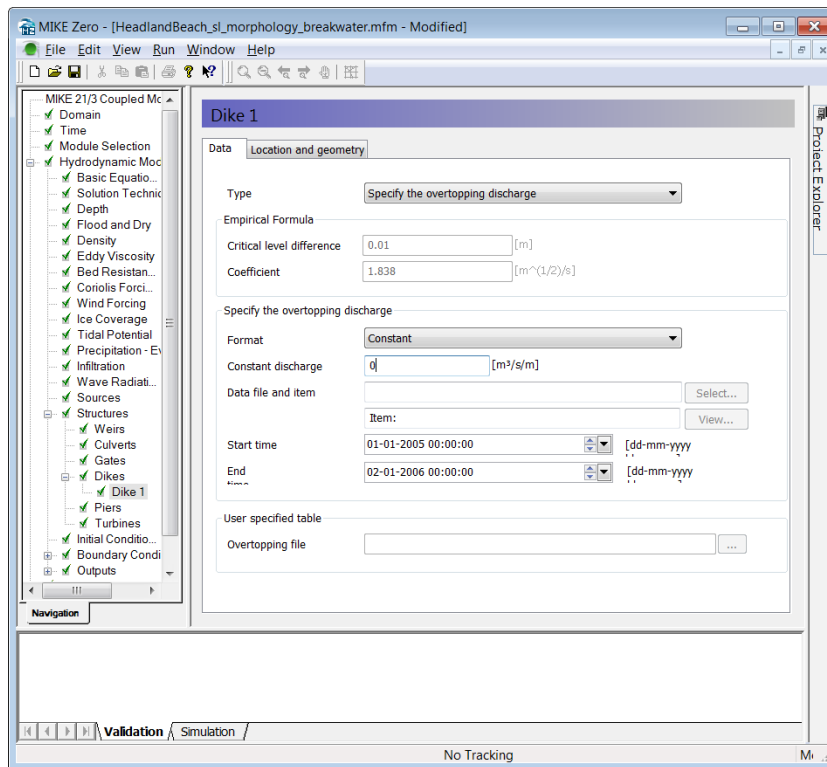 MIKE Zero - [HeadlandBeach_sl_morphology_breakwater.mfm - Modified]
File Edit View Run Window Help
MIKE 21/3 Coupled Mo
Domain
Time
Module Selection
Hydrodynamic Mod
Basic Equatio...
Solution Techniq
Depth
Flood and Dry
Density
Eddy Viscosity
Bed Resistan...
Coriolis Forci...
Wind Forcing
Ice Coverage
Tidal Potential
Precipitation - Ev
Infiltration
Wave Radiati...
Sources
Structures
Weirs
Culverts
Gates
Dikes
Dike 1
Piers
Turbines
Initial Conditio...
Boundary Condi
Outputs
Navigation
Dike 1
Data Location and geometry
Type Specify the overtopping discharge
Empirical Formula
Critical level difference 0.01 [m]
Coefficient 1.838 [m^(1/2)/s]
Specify the overtopping discharge
Format Constant
Constant discharge 0 [m³/s/m]
Data file and item Select...
Item: View...
Start time 01-01-2005 00:00:00 [dd-mm-yyyy
End 02-01-2006 00:00:00 [dd-mm-yyyy
User specified table
Overtopping file ...
Project Explorer
Validation Simulation
No Tracking